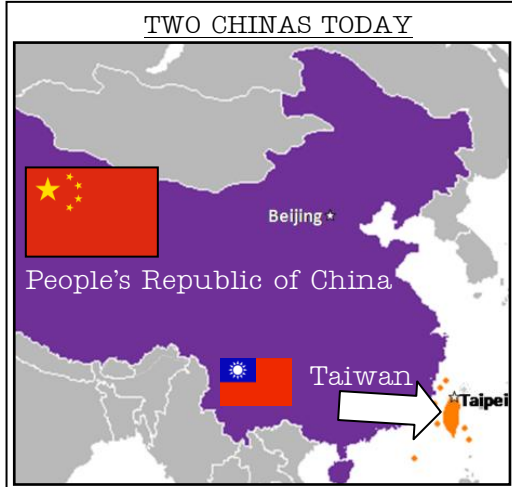 TWO CHINAS TODAY
Beijing
People's Republic of China
Taiwan
Taipei